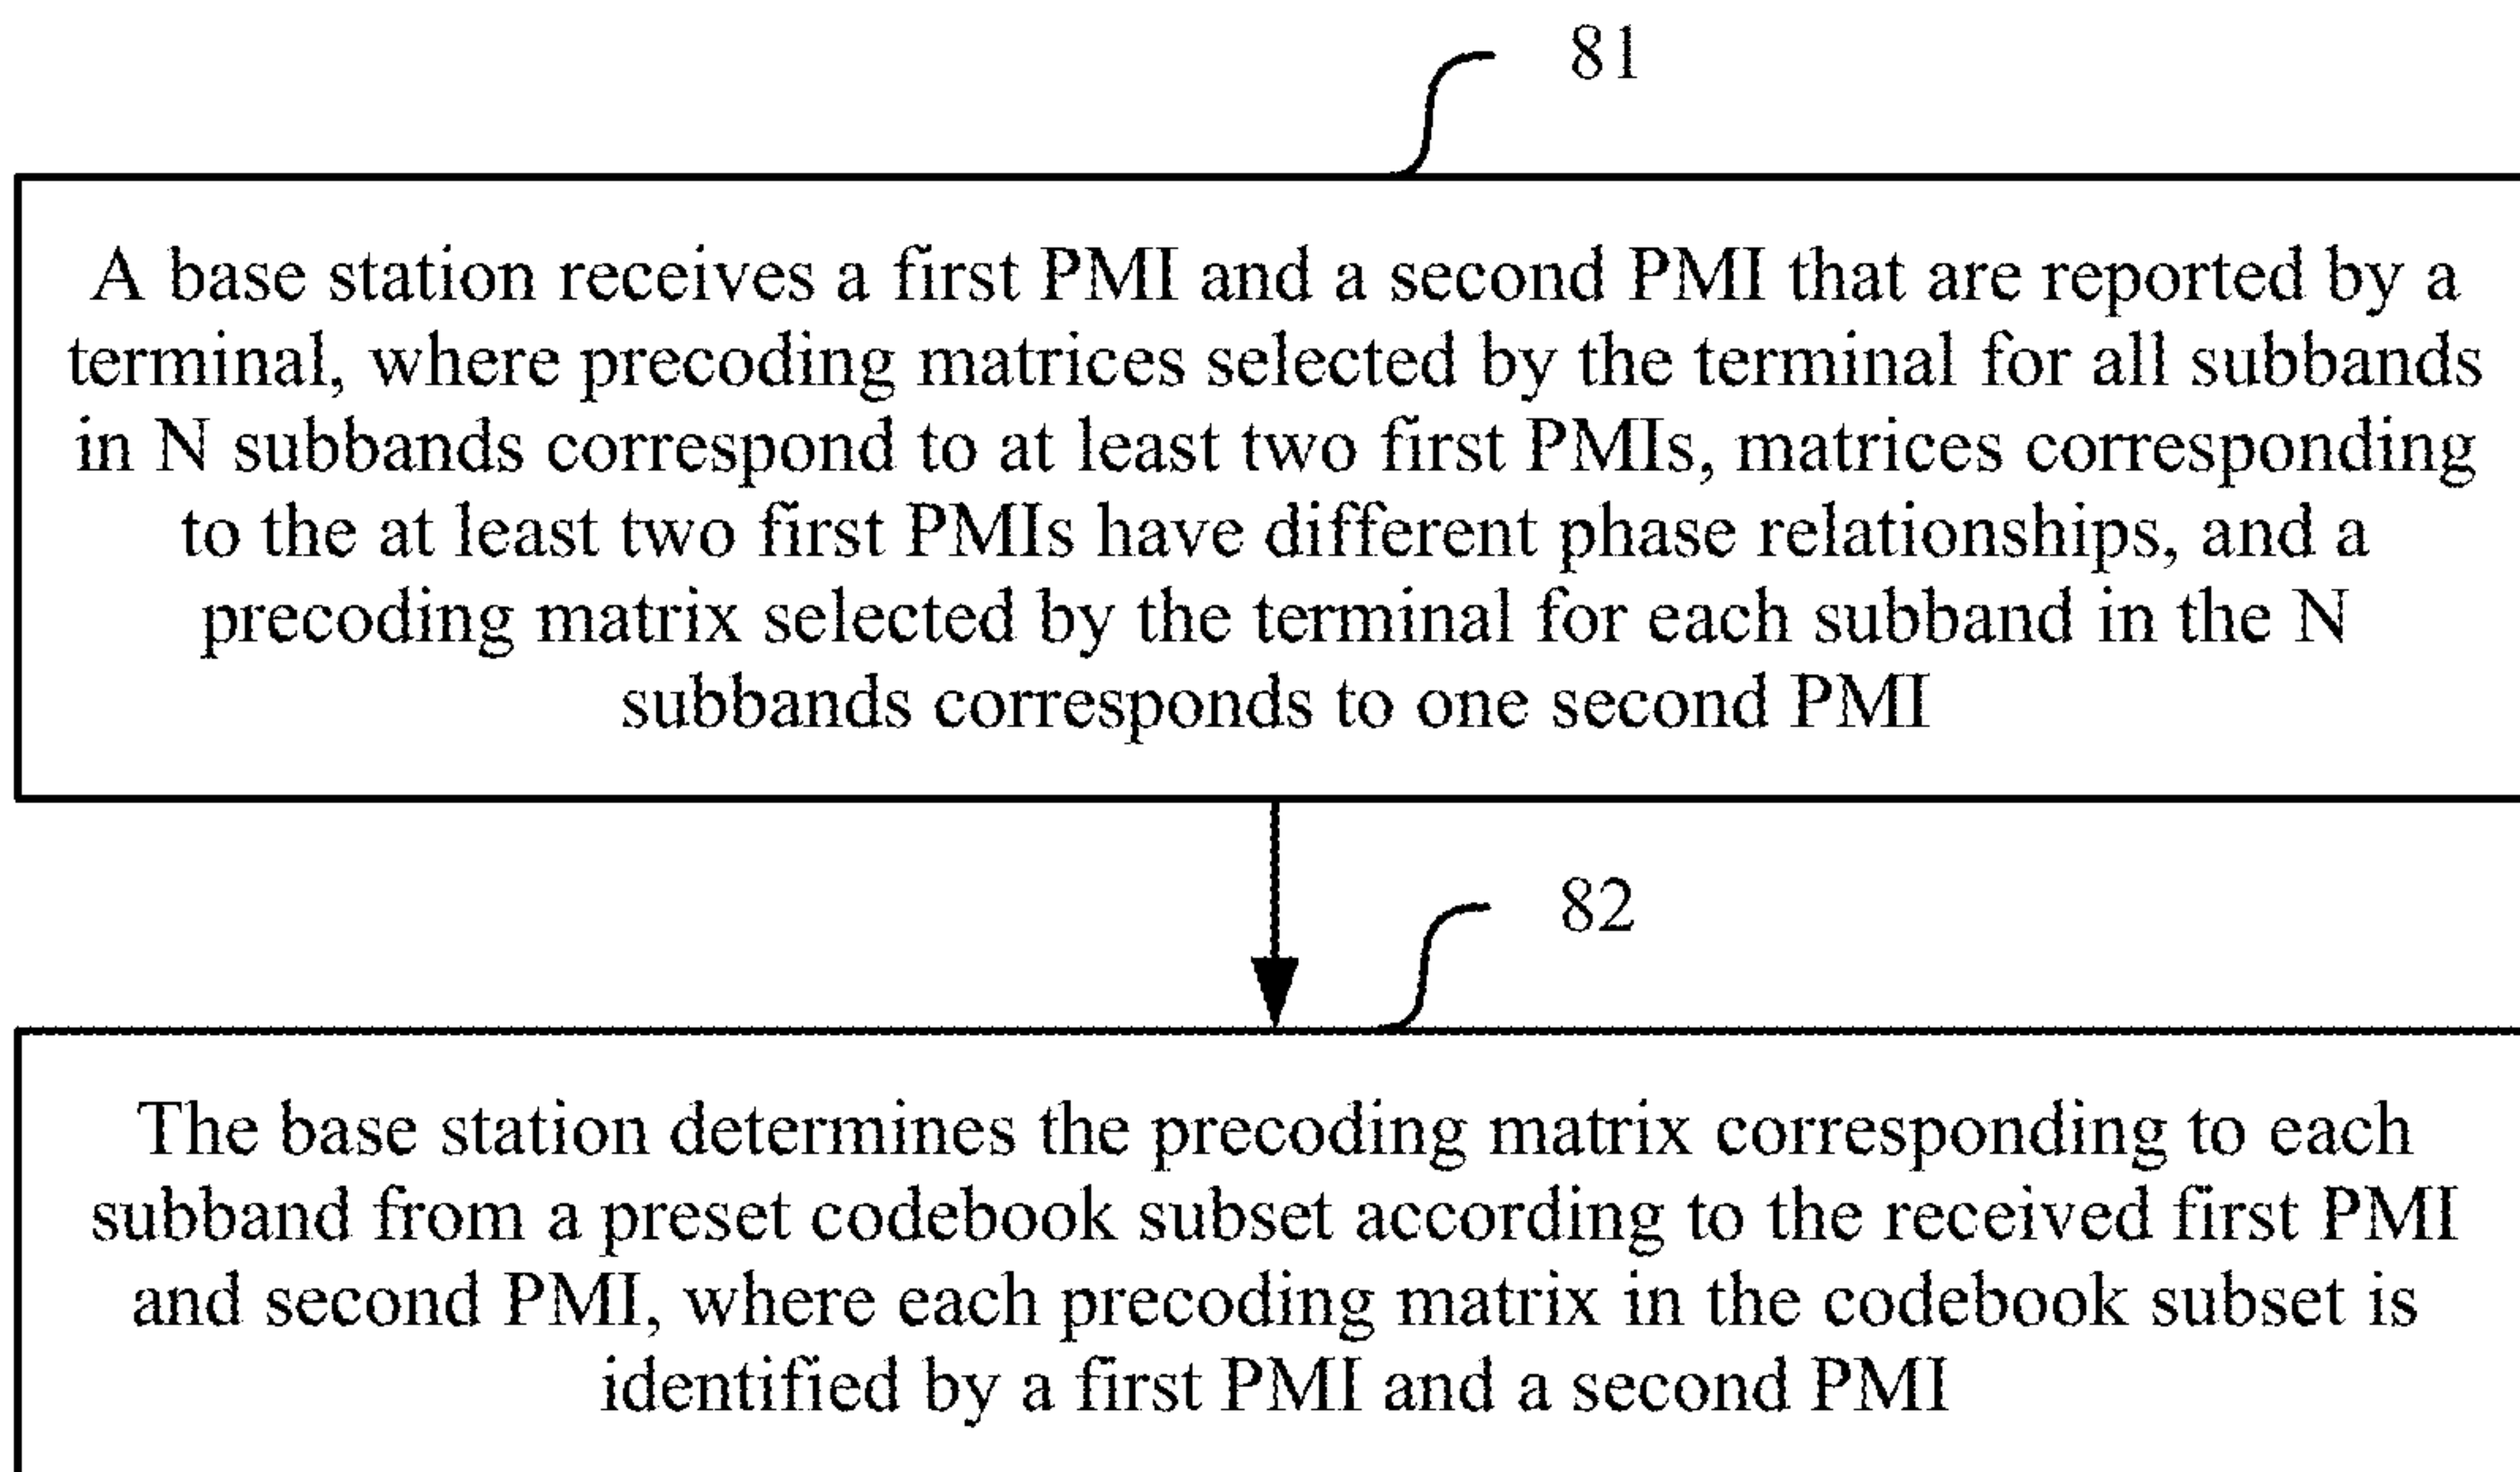 81
A base station receives a first PMI and a second PMI that are reported by a
terminal, where precoding matrices selected by the terminal for all subbands
in N subbands correspond to at least two first PMIs, matrices corresponding
to the at least two first PMIs have different phase relationships, and a
precoding matrix selected by the terminal for each subband in the N
subbands corresponds to one second PMI
82
The base station determines the precoding matrix corresponding to each
subband from a preset codebook subset according to the received first PMI
and second PMI, where each precoding matrix in the codebook subset is
identified by a first PMI and a second PMI